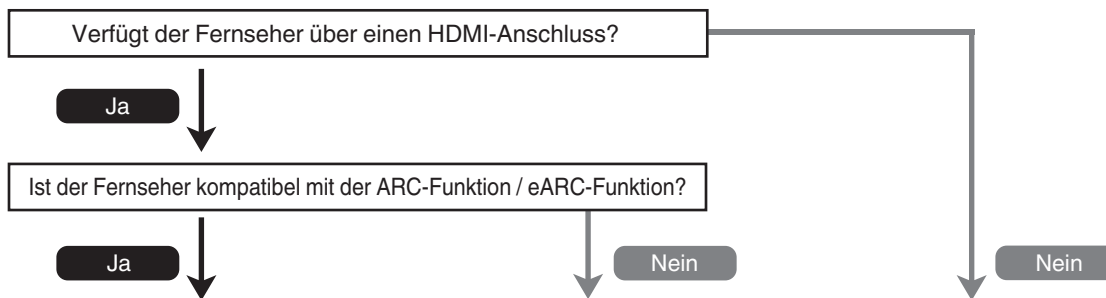 Verfügt der Fernseher über einen HDMI-Anschluss?
Ja
Ist der Fernseher kompatibel mit der ARC-Funktion / eARC-Funktion?
Ja
Nein
Nein